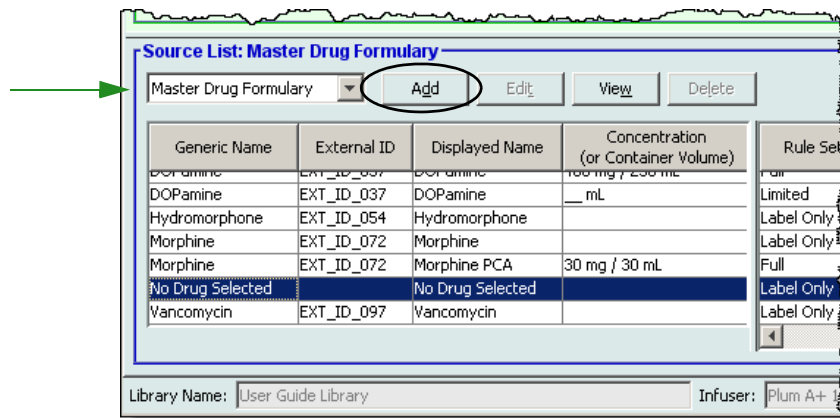 Source List: Master Drug Formulary
Master Drug Formulary Add Edit View Delete
Generic Name External ID Displayed Name Concentration (or Container Volume) Rule Set
DOPamine EXT_ID_037 DOPamine __ mL Limited
Hydromorphone EXT_ID_054 Hydromorphone Label Only
Morphine EXT_ID_072 Morphine Label Only
Morphine EXT_ID_072 Morphine PCA 30 mg / 30 mL Full
No Drug Selected No Drug Selected Label Only
Vancomycin EXT_ID_097 Vancomycin Label Only
Library Name: User Guide Library Infuser: Plum A+